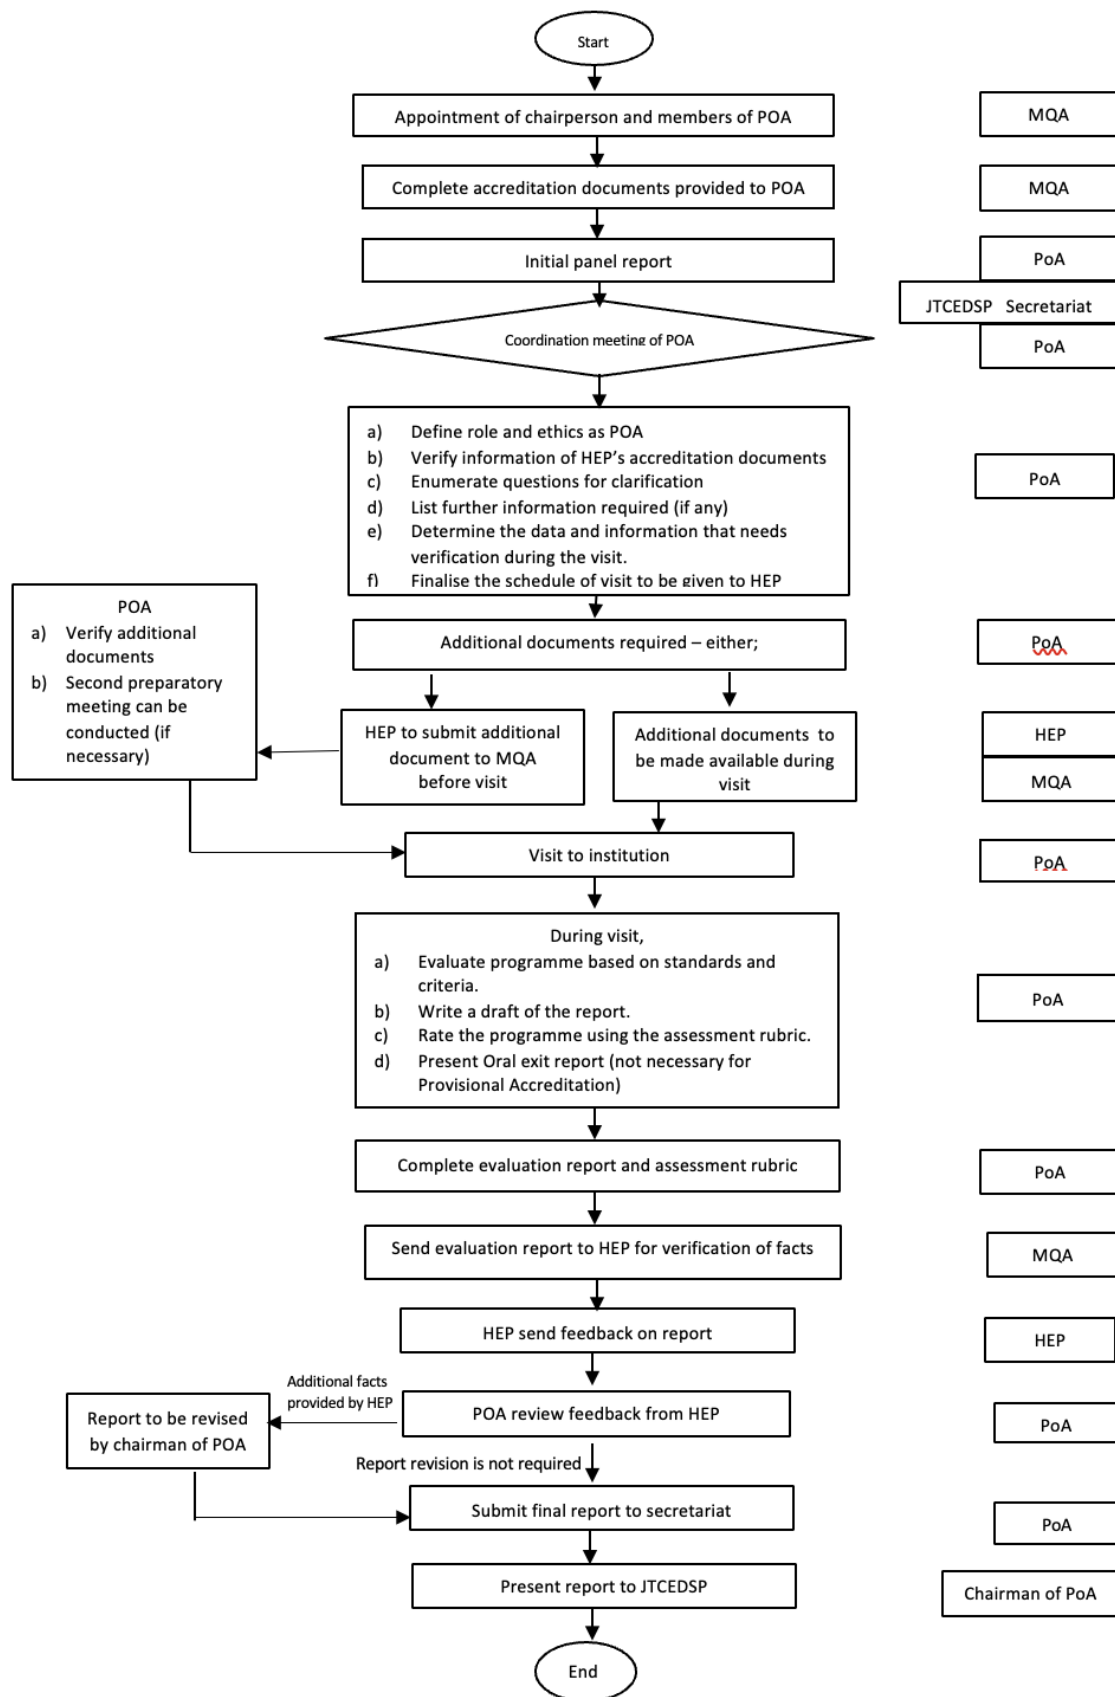 Start
Appointment of chairperson and members of POA
MQA
Complete accreditation documents provided to POA
MQA
Initial panel report
PoA
JTCEDSP Secretariat
Coordination meeting of POA
PoA
a) Define role and ethics as POA
b) Verify information of HEP’s accreditation documents
c) Enumerate questions for clarification
d) List further information required (if any)
e) Determine the data and information that needs
verification during the visit.
f) Finalise the schedule of visit to be given to HEP
PoA
POA
a) Verify additional
documents
b) Second preparatory
meeting can be
conducted (if
necessary)
Additional documents required – either;
PoA
HEP to submit additional
document to MQA
before visit
Additional documents to
be made available during
visit
HEP
MQA
Visit to institution
PoA
During visit,
a) Evaluate programme based on standards and
criteria.
b) Write a draft of the report.
c) Rate the programme using the assessment rubric.
d) Present Oral exit report (not necessary for
Provisional Accreditation)
PoA
Complete evaluation report and assessment rubric
PoA
Send evaluation report to HEP for verification of facts
MQA
HEP send feedback on report
HEP
Additional facts
provided by HEP
POA review feedback from HEP
PoA
Report to be revised
by chairman of POA
Report revision is not required
Submit final report to secretariat
PoA
Present report to JTCEDSP
Chairman of PoA
End